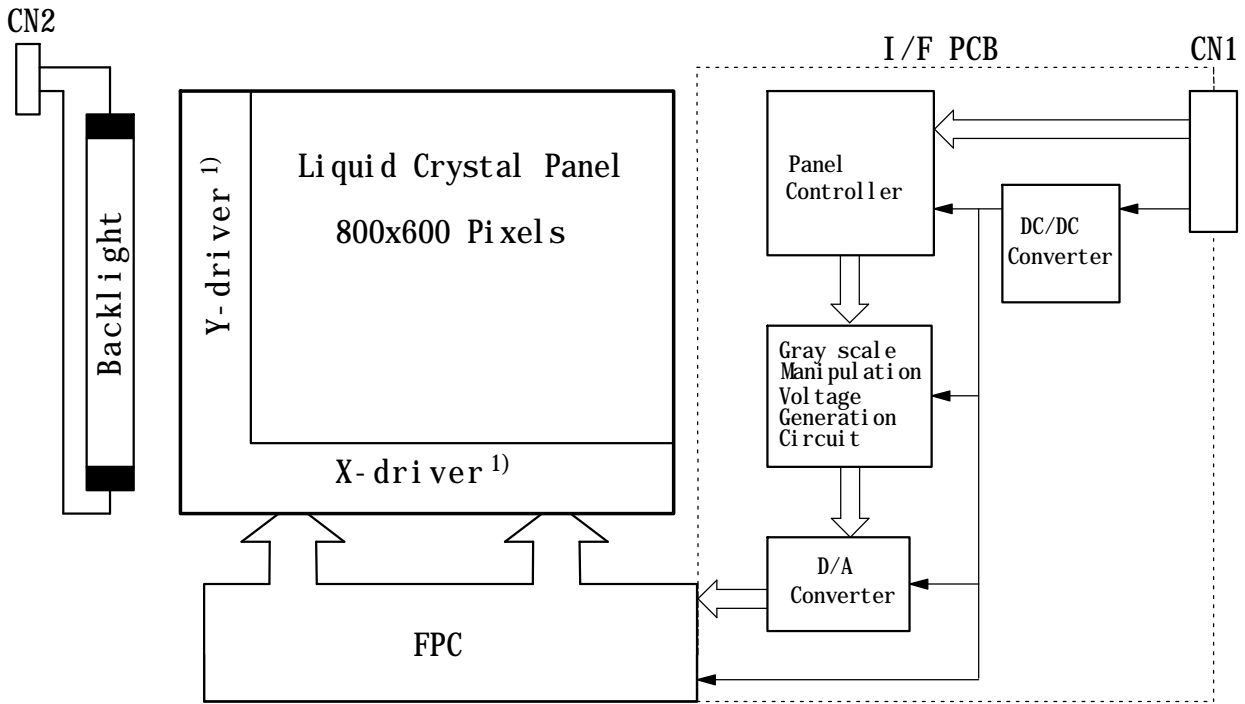 CN2
I/F PCB
CN1
Backlight
Y-driver 1)
Liquid Crystal Panel
800x600 Pixels
X-driver 1)
Panel
Controller
DC/DC
Converter
Gray scale
Manipulation
Voltage
Generation
Circuit
D/A
Converter
FPC